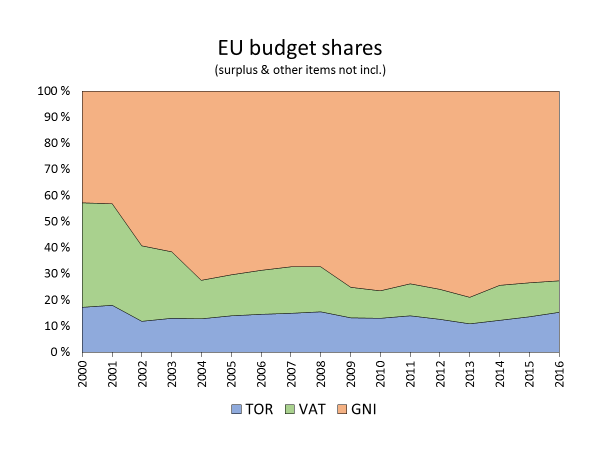 EU budget shares
(surplus & other items not incl.)
100 %
90 %
80 %
70 %
60 %
50 %
40 %
30 %
20 %
10 %
0 %
2000 2001 2002 2003 2004 2005 2006 2007 2008 2009 2010 2011 2012 2013 2014 2015 2016
TOR VAT GNI